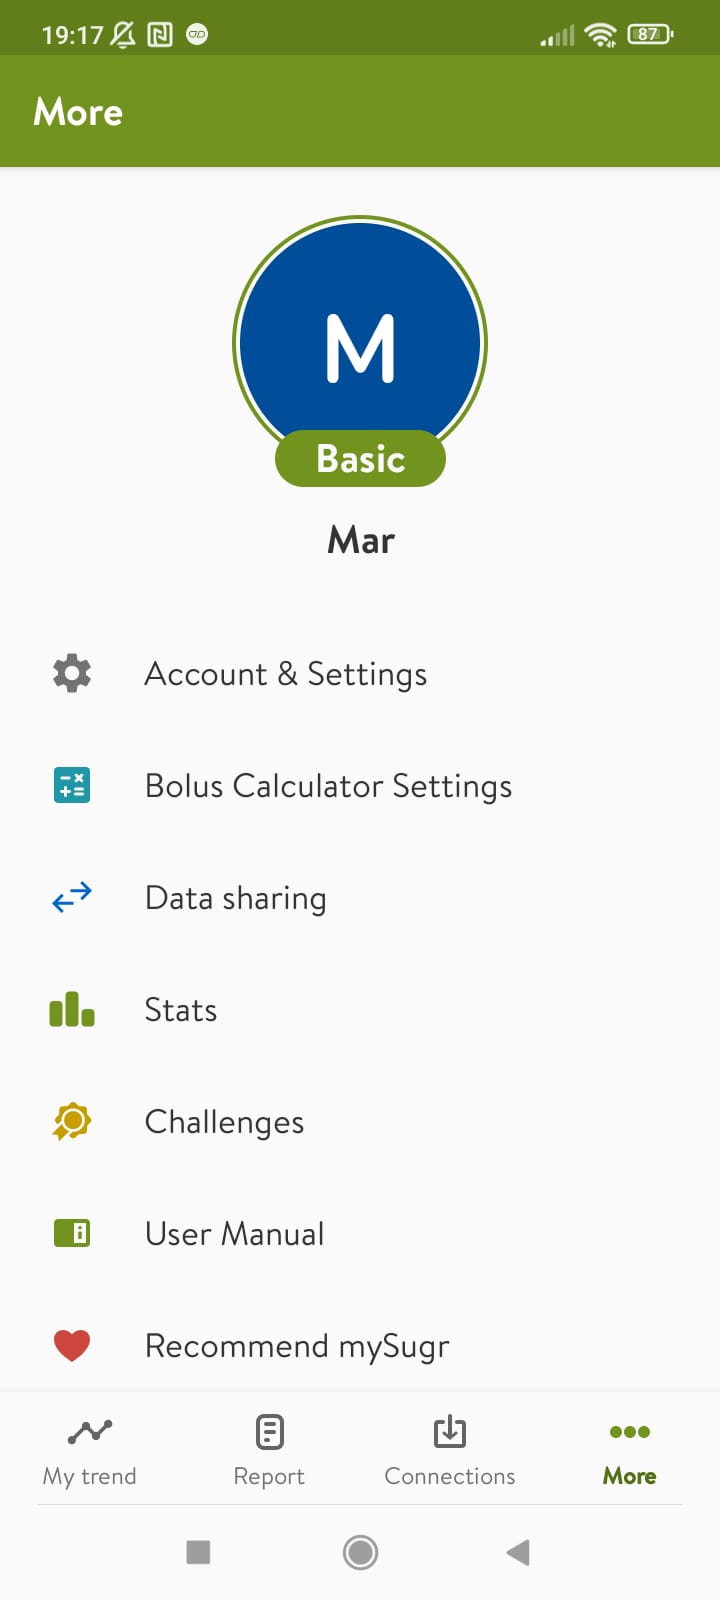 19:17
87
More
M
Basic
Mar
Account & Settings
Bolus Calculator Settings
Data sharing
Stats
Challenges
User Manual
Recommend mySugr
My trend
Report
Connections
More